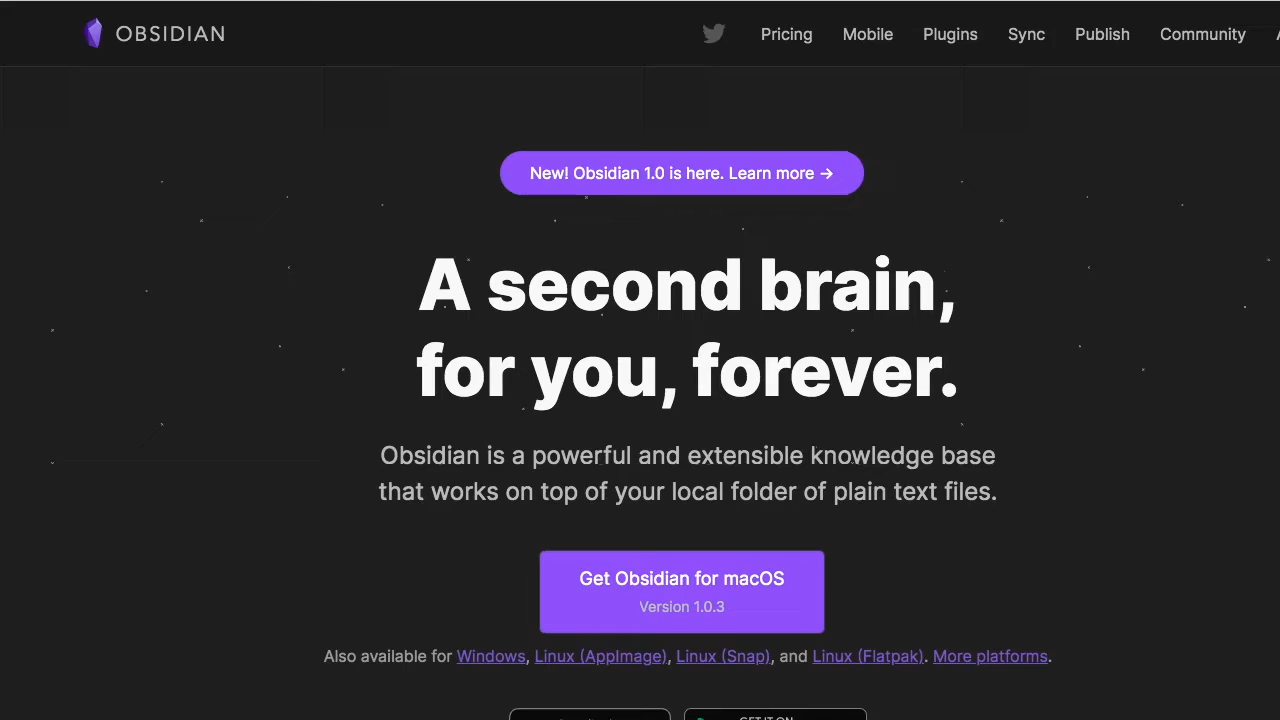 OBSIDIAN
Pricing Mobile Plugins Sync Publish Community
New! Obsidian 1.0 is here. Learn more →
A second brain,
for you, forever.
Obsidian is a powerful and extensible knowledge base
that works on top of your local folder of plain text files.
Get Obsidian for macOS
Version 1.0.3
Also available for Windows, Linux (AppImage), Linux (Snap), and Linux (Flatpak). More platforms.
GET IT ON